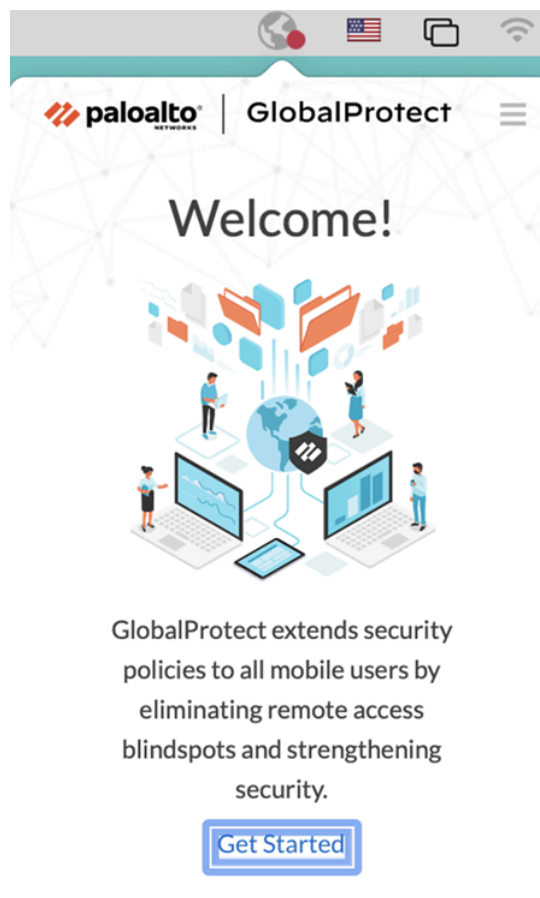 paloalto® | GlobalProtect
NETWORKS
Welcome!
GlobalProtect extends security
policies to all mobile users by
eliminating remote access
blindspots and strengthening
security.
Get Started